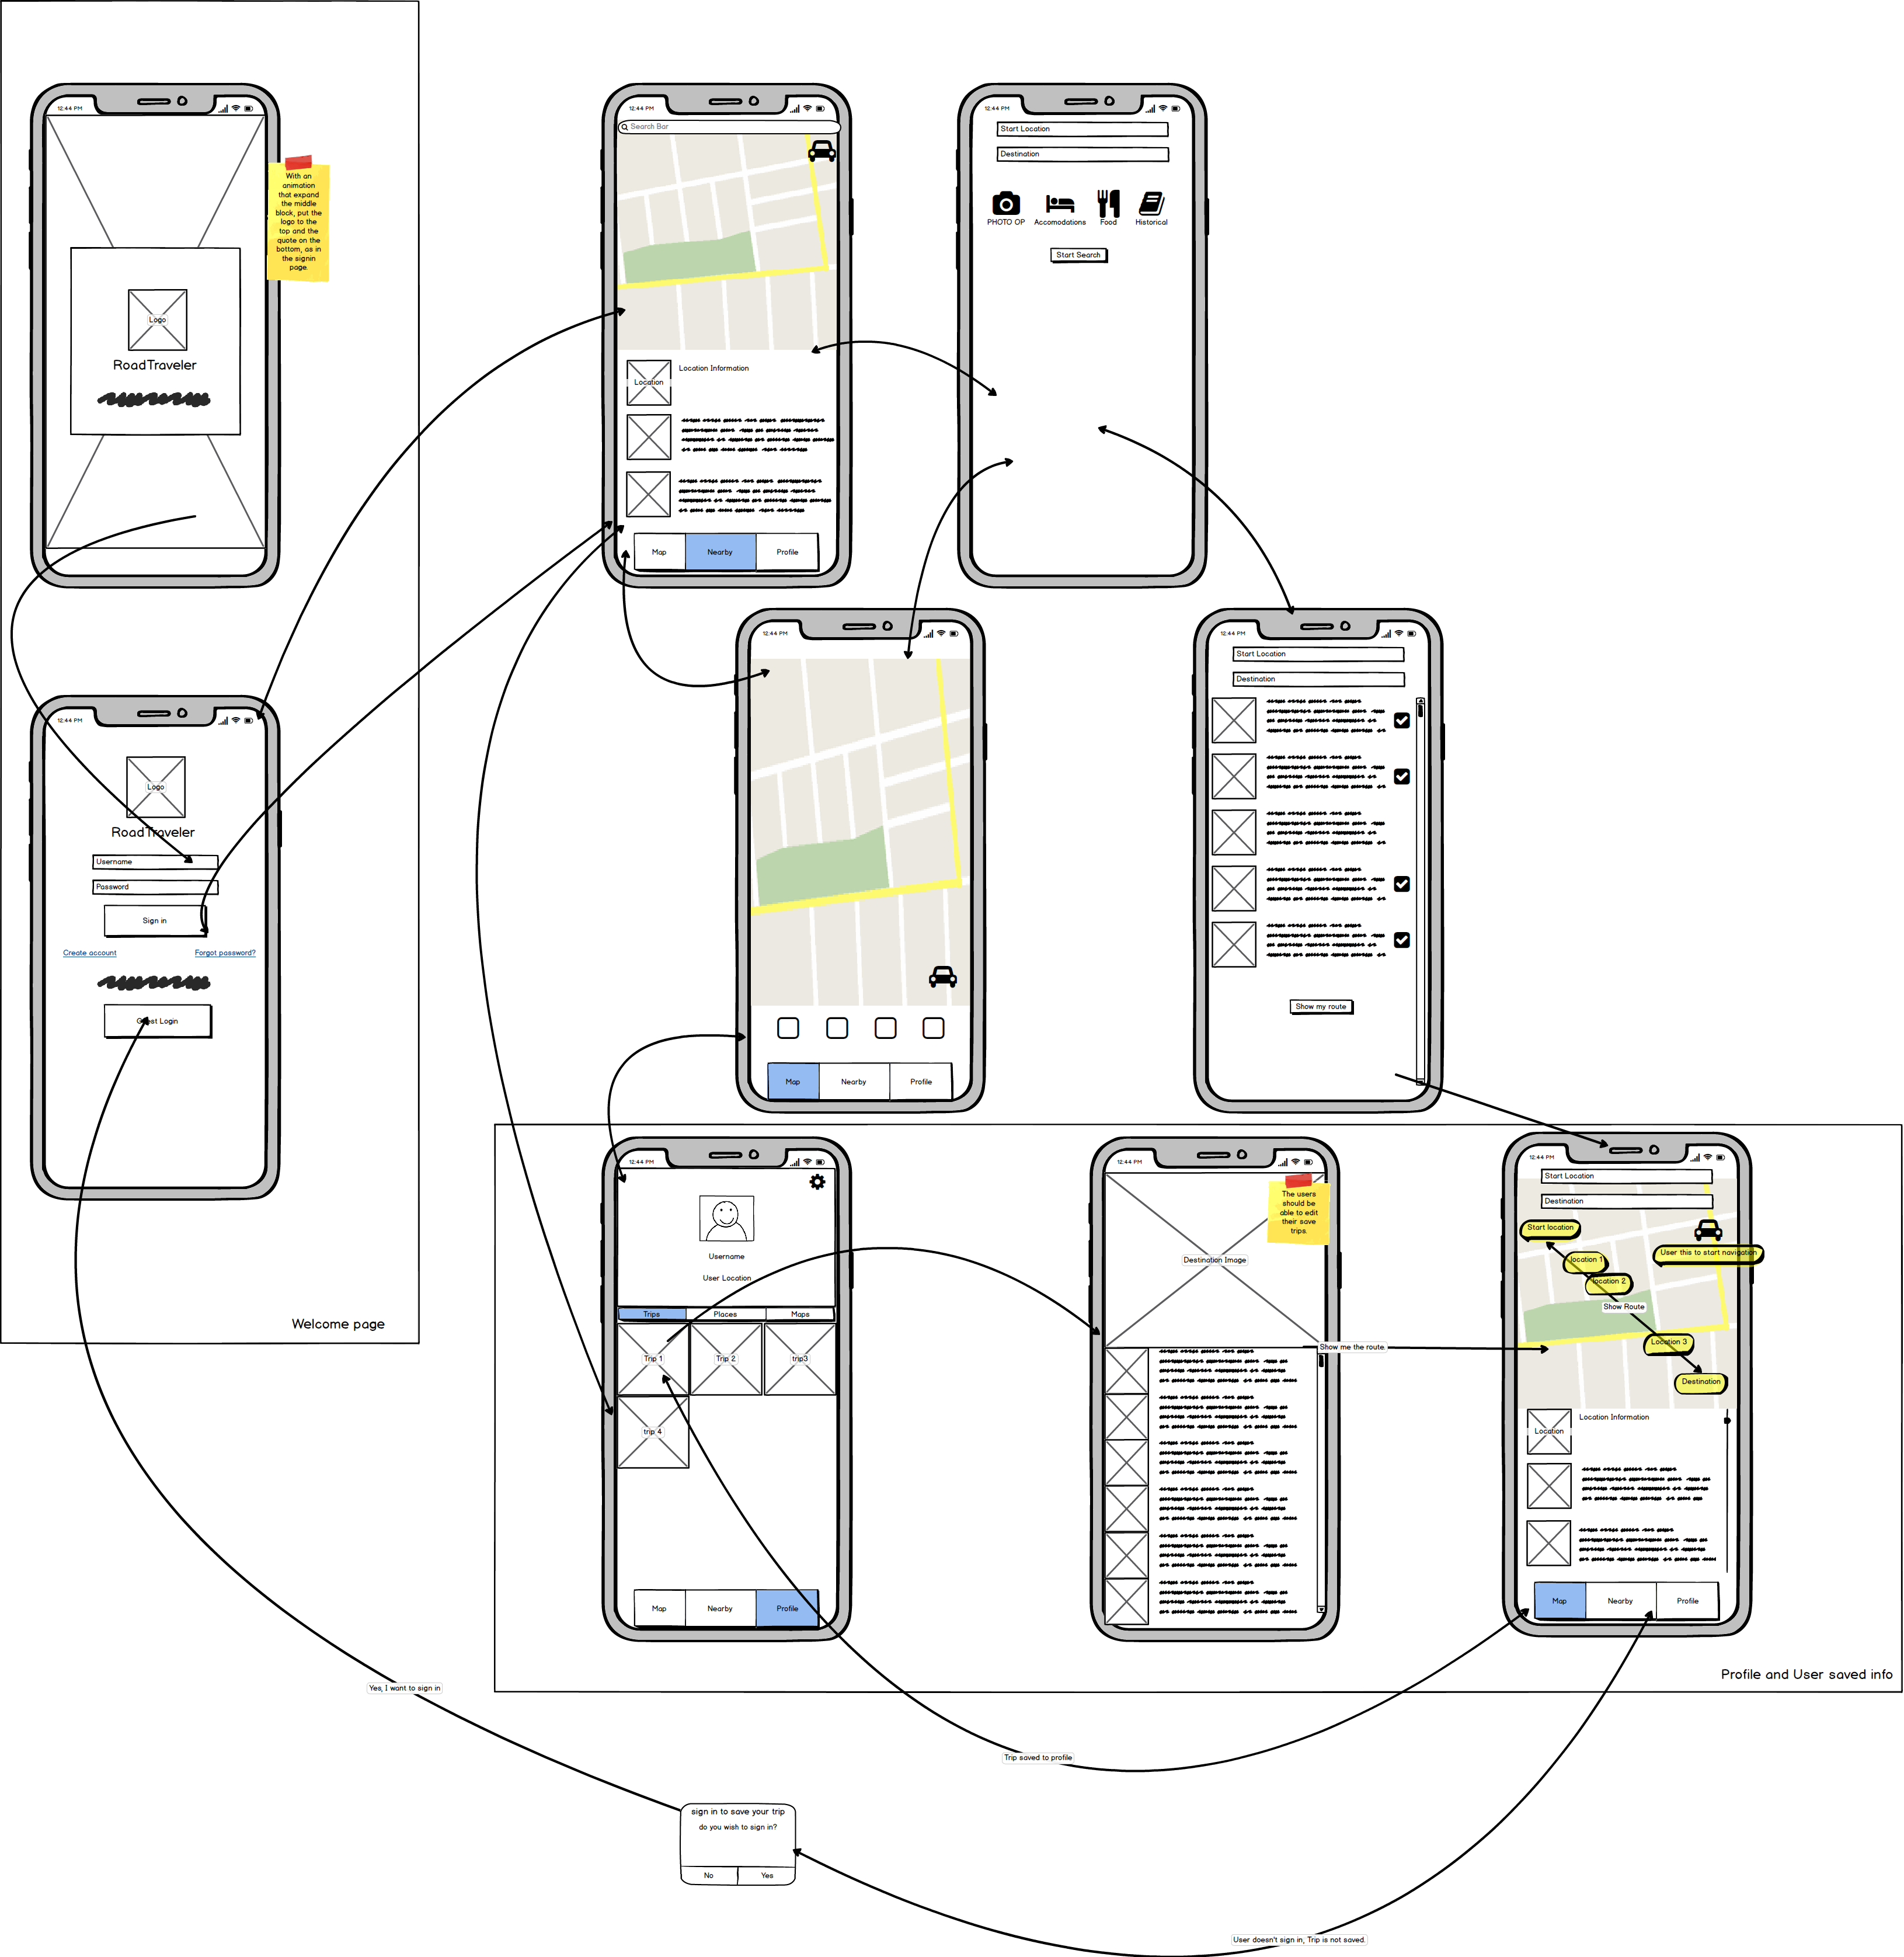 12:44 PM
With an
animation
that expand
the middle
block, put the
logo to the
top and the
quote on the
bottom, as in
the signin
page.
Logo
RoadTraveler
12:44 PM
Logo
RoadTraveler
Username
Password
Sign in
Create account
Forgot password?
Guest Login
Welcome page
12:44 PM
Search Bar
Location
Location Information
Map
Nearby
Profile
12:44 PM
Start Location
Destination
PHOTO OP
Accomodations
Food
Historical
Start Search
12:44 PM
Map
Nearby
Profile
12:44 PM
Start Location
Destination
Show my route
12:44 PM
Username
User Location
Trips
Places
Maps
Trip 1
Trip 2
trip3
trip 4
Map
Nearby
Profile
12:44 PM
The users
should be
able to edit
their save
trips.
Destination Image
Show me the route.
12:44 PM
Start Location
Destination
Start location
User this to start navigation
location 1
location 2
Show Route
Location 3
Destination
Location
Location Information
Map
Nearby
Profile
Profile and User saved info
Yes, I want to sign in
Trip saved to profile
sign in to save your trip
do you wish to sign in?
No
Yes
User doesn't sign in, Trip is not saved.